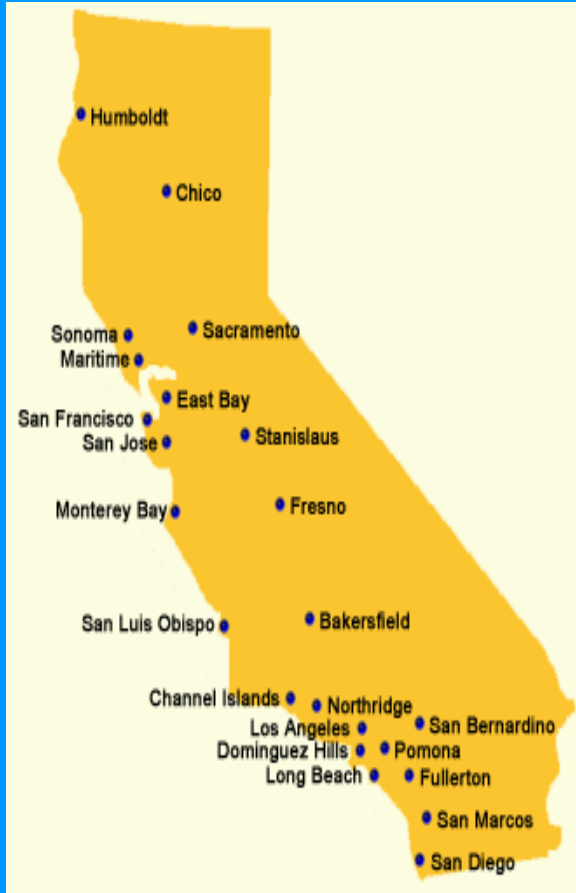 Humboldt
Chico
Sonoma
Sacramento
Maritime
East Bay
San Francisco
Stanislaus
San Jose
Fresno
Monterey Bay
Bakersfield
San Luis Obispo
Channel Islands
Northridge
San Bernardino
Los Angeles
Dominguez Hills
Pomona
Long Beach
Fullerton
San Marcos
San Diego